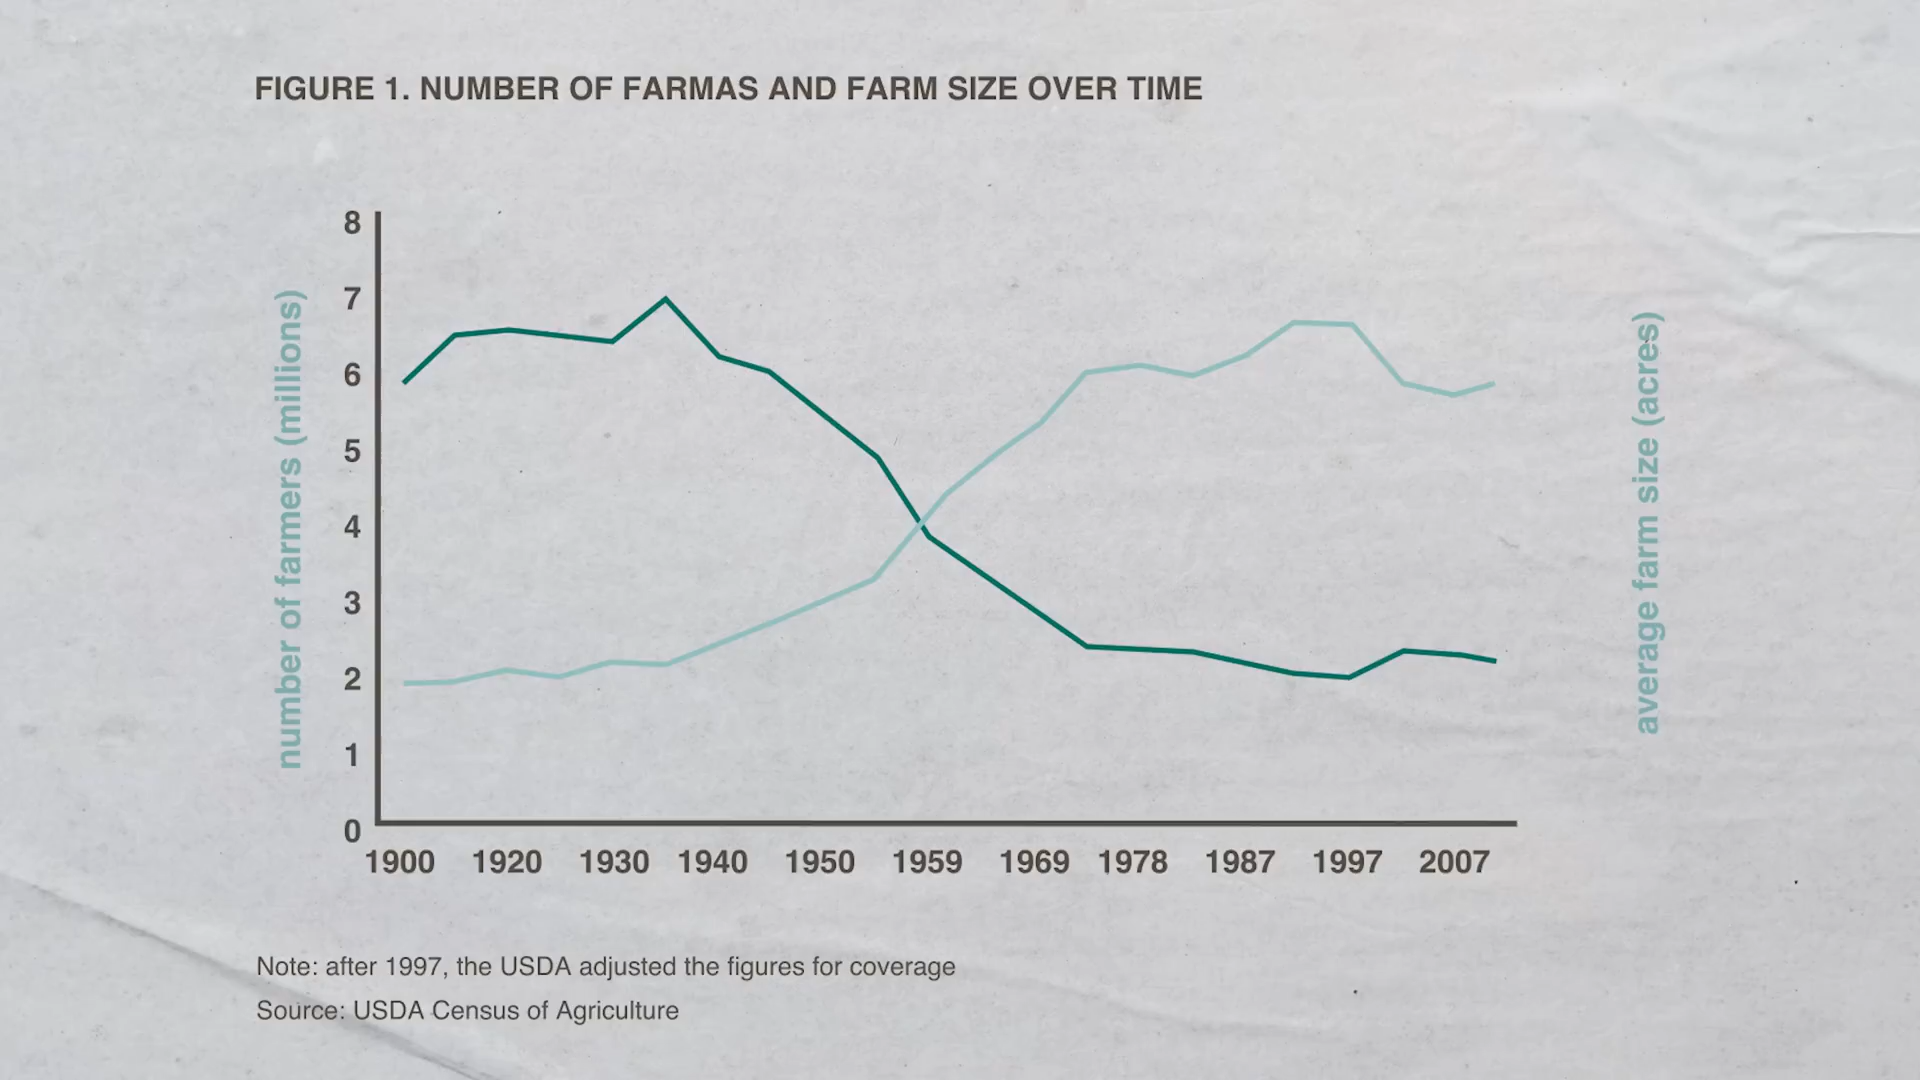 FIGURE 1. NUMBER OF FARMAS AND FARM SIZE OVER TIME
number of farmers (millions)
8
7
6
5
4
3
2
1
0
1900 1920 1930 1940 1950 1959 1969 1978 1987 1997 2007
average farm size (acres)
Note: after 1997, the USDA adjusted the figures for coverage
Source: USDA Census of Agriculture